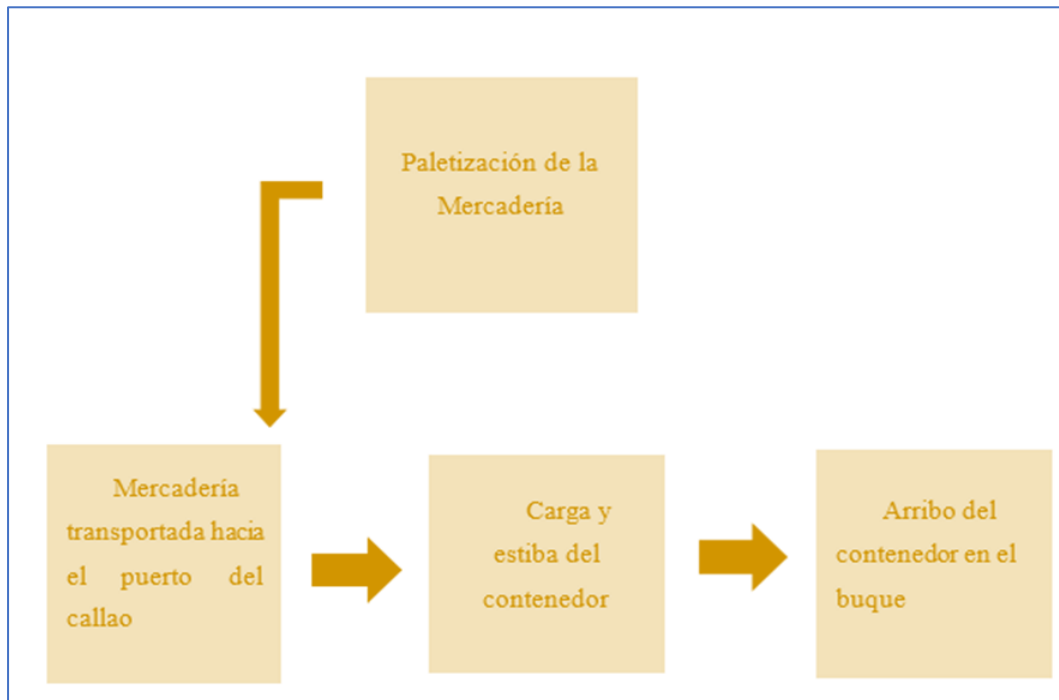 Paletización de la
Mercadería
Mercadería
transportada hacia
el puerto del
callao
Carga y
estiba del
contenedor
Arribo del
contenedor en el
buque